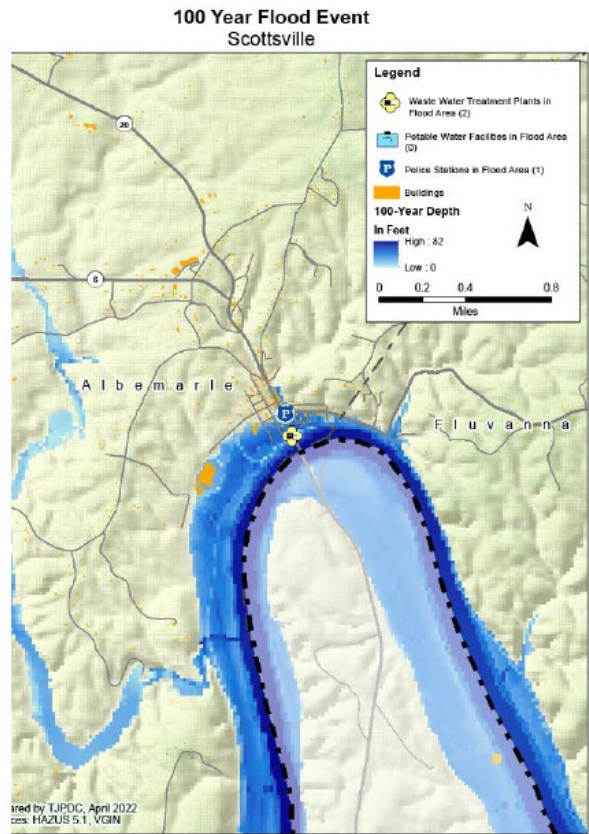 100 Year Flood Event
Scottsville
Legend
Waste Water Treatment Plants in
Flood Area (2)
Potable Water Facilities in Flood Area
(0)
P
Police Stations in Flood Area (1)
Buildings
100-Year Depth
In Feet
High : 82
Low : 0
N
0 0.2 0.4 0.8
Miles
20
6
Albemarle
P
Fluvanna
ared by TJPDC, April 2022
ces: HAZUS 5.1, VGIN